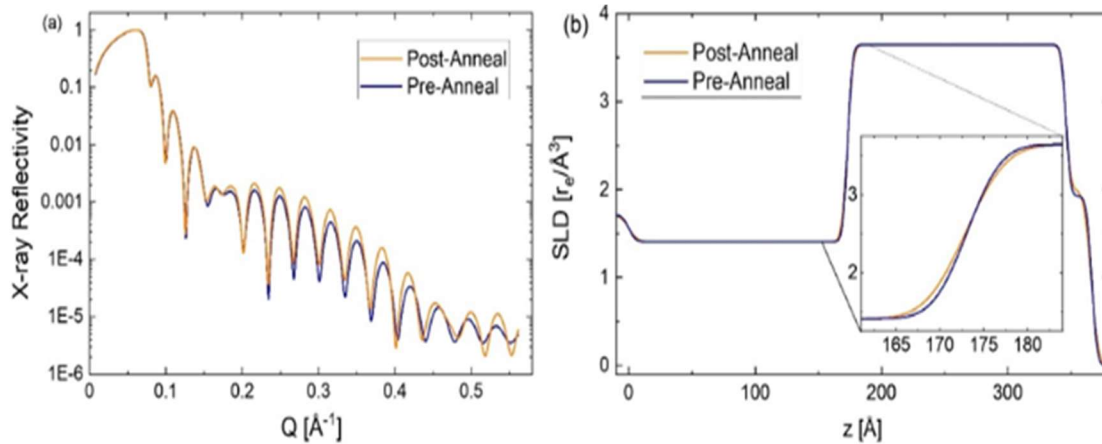 (a)
1
0.1
0.01
0.001
1E-4
1E-5
1E-6
X-ray Reflectivity
Post-Anneal
Pre-Anneal
0 0.1 0.2 0.3 0.4 0.5
Q [Å⁻¹]
(b)
4
3
2
1
0
SLD [rₑ/Å³]
Post-Anneal
Pre-Anneal
3
2
165 170 175 180
0 100 200 300
z [Å]